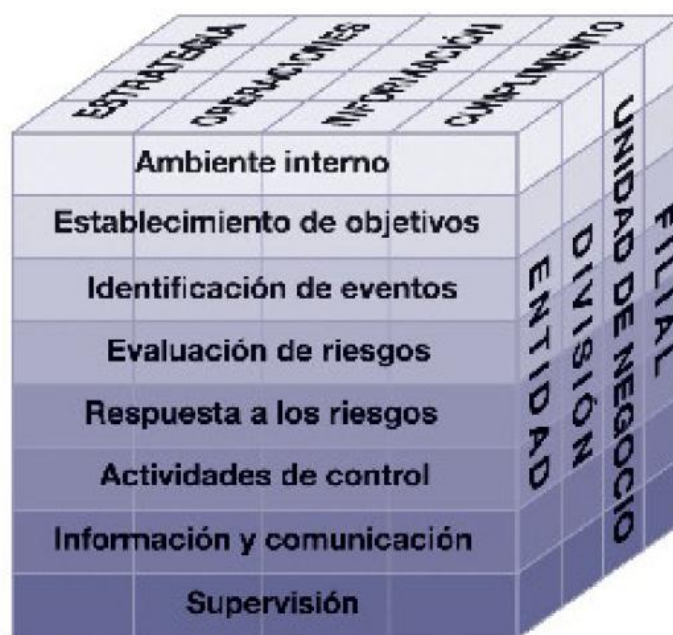 ESTRATEGIA
OPERACIONES
INFORMACIÓN
CUMPLIMIENTO
Ambiente interno
Establecimiento de objetivos
Identificación de eventos
Evaluación de riesgos
Respuesta a los riesgos
Actividades de control
Información y comunicación
Supervisión
ENTIDAD
DIVISIÓN
UNIDAD DE NEGOCIO
FILIAL